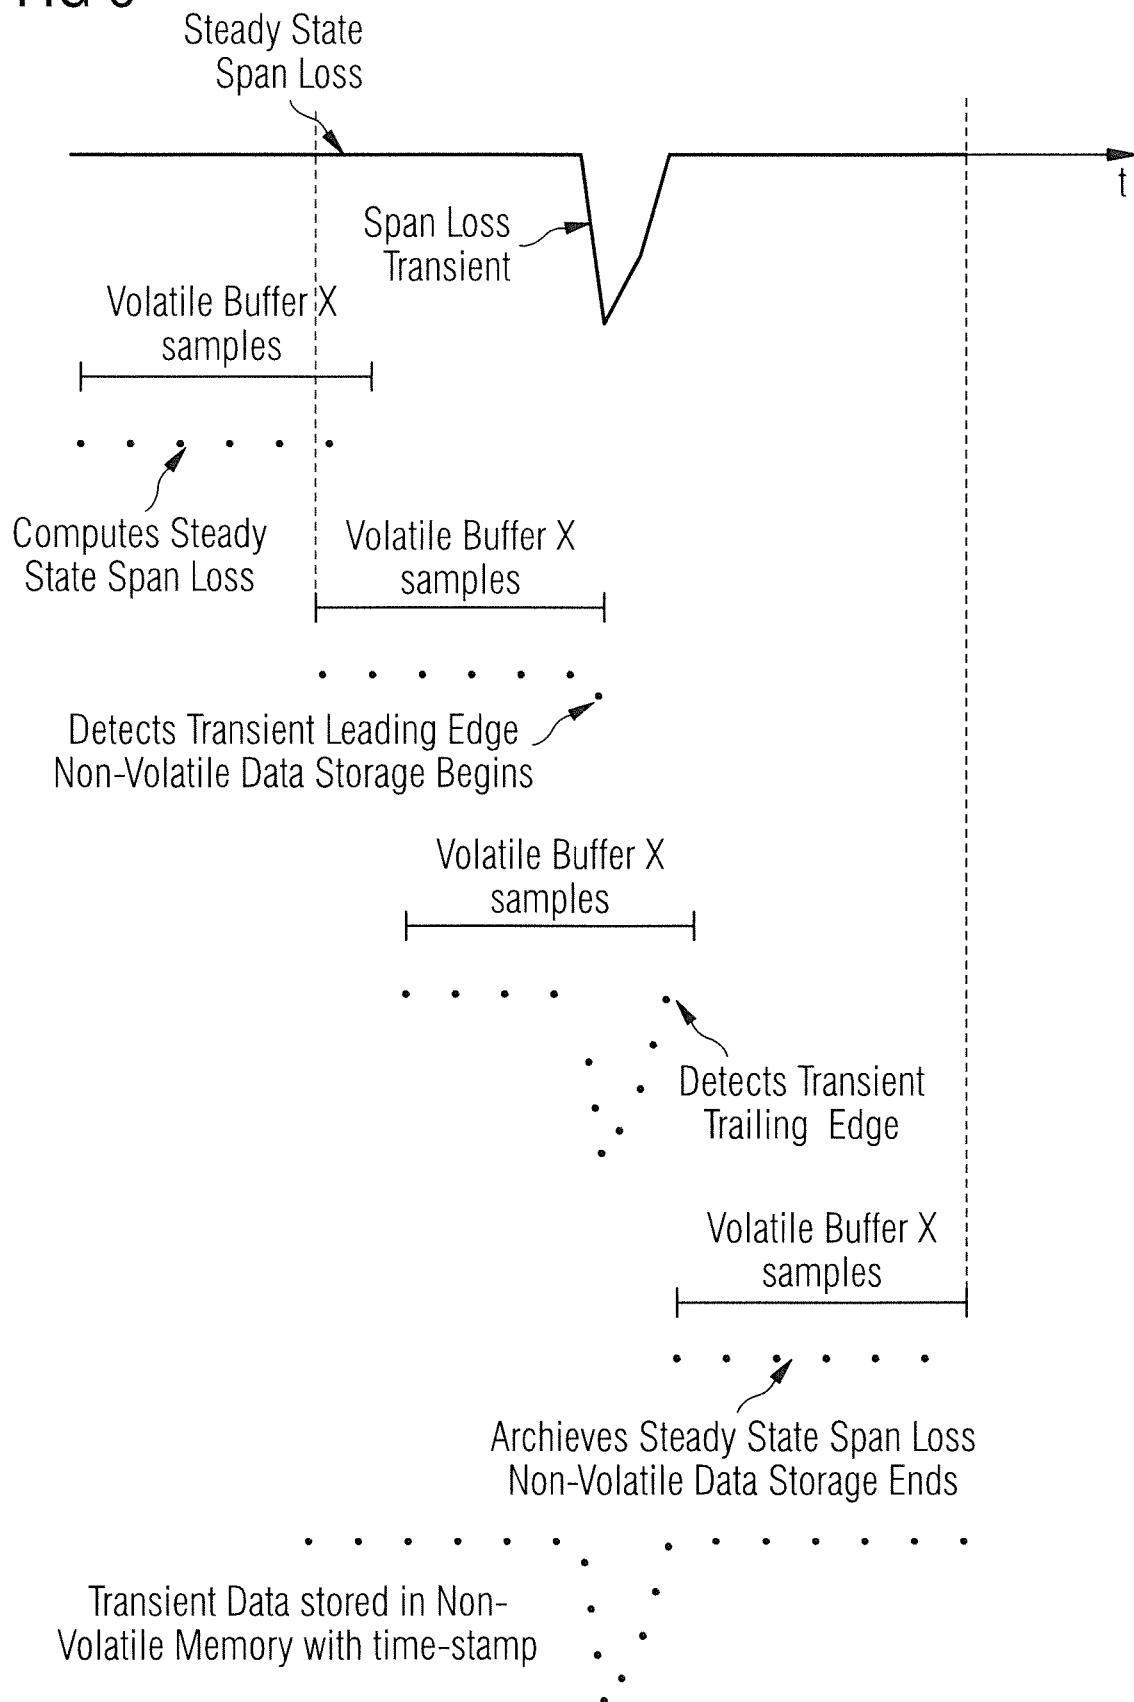 Steady State
Span Loss
t
Span Loss
Transient
Volatile Buffer X
samples
Computes Steady
State Span Loss
Volatile Buffer X
samples
Detects Transient Leading Edge
Non-Volatile Data Storage Begins
Volatile Buffer X
samples
Detects Transient
Trailing Edge
Volatile Buffer X
samples
Archieves Steady State Span Loss
Non-Volatile Data Storage Ends
Transient Data stored in Non-
Volatile Memory with time-stamp